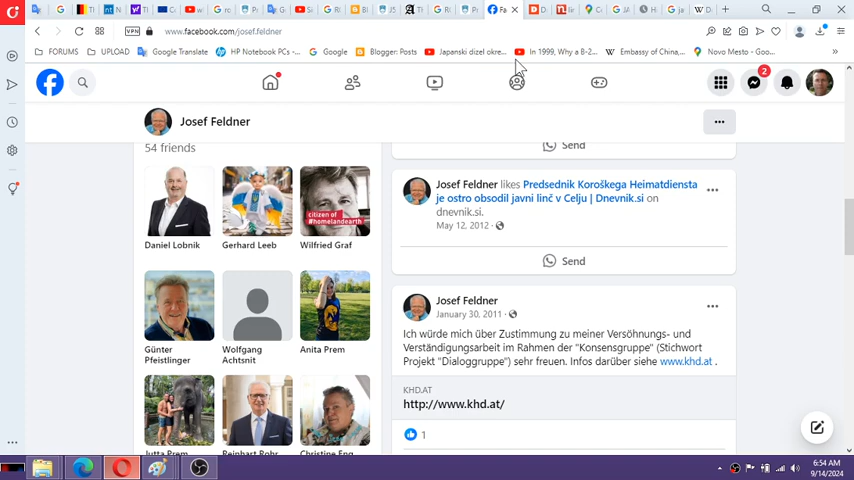 www.facebook.com/josef.feldner
VPN
FORUMS
UPLOAD
Google Translate
HP Notebook PCs -...
Google
Blogger: Posts
Japanski dizel okre...
In 1999, Why a B-2...
Embassy of China,...
Novo Mesto - Goo...
2
Josef Feldner
54 friends
Daniel Lobnik
Gerhard Leeb
citizen of
#homelandearth
Wilfried Graf
Günter
Pfeistlinger
Wolfgang
Achtsnit
Anita Prem
Jutta Prem
Reinhart Rohr
Christine Eng
Send
Josef Feldner likes Predsednik Koroškega Heimatdiensta
je ostro obsodil javni linč v Celju | Dnevnik.si on
dnevnik.si.
May 12, 2012
Send
Josef Feldner
January 30, 2011
Ich würde mich über Zustimmung zu meiner Versöhnungs- und
Verständigungsarbeit im Rahmen der "Konsensgruppe" (Stichwort
Projekt "Dialoggruppe") sehr freuen. Infos darüber siehe www.khd.at .
KHD.AT
http://www.khd.at/
1
6:54 AM
9/14/2024